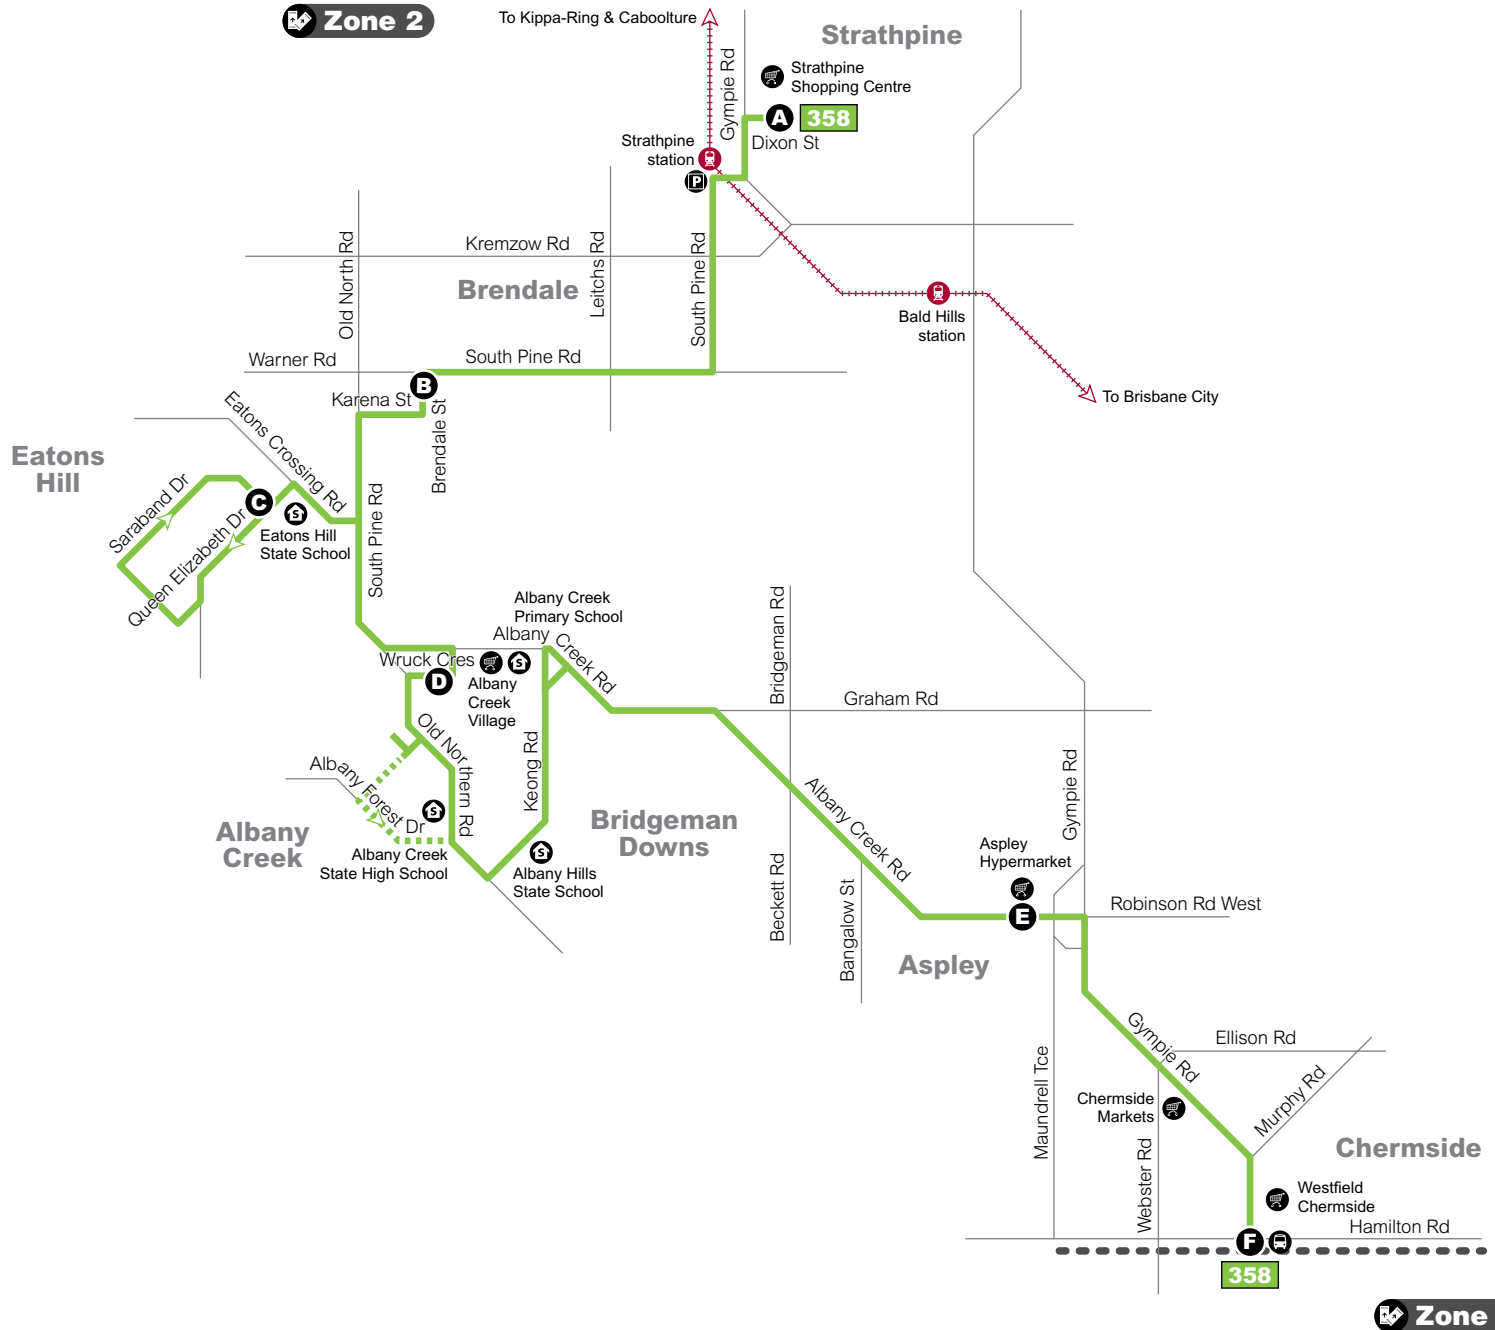 Zone 2
To Kippa-Ring & Caboolture
Strathpine
Gympie Rd
Strathpine
Shopping Centre
A
358
Dixon St
Strathpine
station
P
Old North Rd
Kremzow Rd
Leitchs Rd
South Pine Rd
Brendale
Bald Hills
station
Warner Rd
South Pine Rd
B
To Brisbane City
Karena St
Brendale St
Eatons Crossing Rd
Eatons
Hill
Saraband Dr
C
S
Queen Elizabeth Dr
Eatons Hill
State School
South Pine Rd
Albany Creek
Primary School
Albany Creek Rd
Bridgeman Rd
Wruck Cres
S
D
Albany
Creek
Village
Graham Rd
Old Northern Rd
Keong Rd
Gympie Rd
Albany Forest Dr
S
Albany
Creek
Albany Creek
State High School
S
Albany Hills
State School
Bridgeman
Downs
Albany Creek Rd
Beckett Rd
Bangalow St
Aspley
Hypermarket
E
Robinson Rd West
Aspley
Gympie Rd
Ellison Rd
Maundrell Tce
Chermside
Markets
Murphy Rd
Webster Rd
Chermside
Westfield
Chermside
Hamilton Rd
F
358
Zone